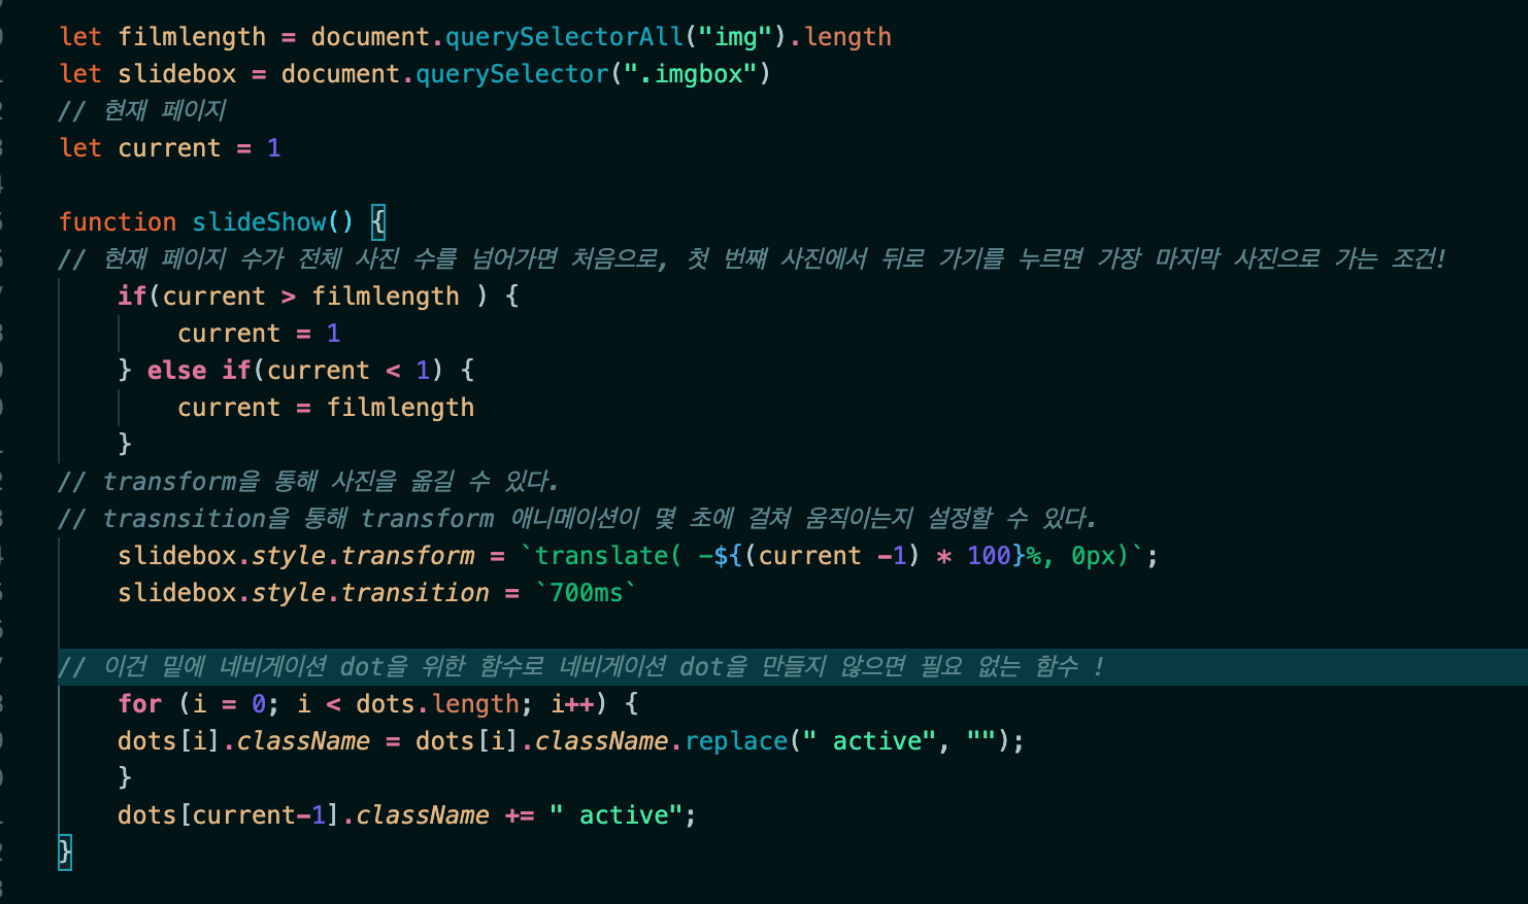 let filmlength = document.querySelectorAll("img").length
let slidebox = document.querySelector(".imgbox")
// 현재 페이지
let current = 1
function slideShow() {
// 현재 페이지 수가 전체 사진 수를 넘어가면 처음으로, 첫 번째 사진에서 뒤로 가기를 누르면 가장 마지막 사진으로 가는 조건!
if(current > filmlength ) {
current = 1
} else if(current < 1) {
current = filmlength
}
// transform을 통해 사진을 옮길 수 있다.
// trasnsition을 통해 transform 애니메이션이 몇 초에 걸쳐 움직이는지 설정할 수 있다.
slidebox.style.transform = `translate( -${(current -1) * 100}%, 0px)`;
slidebox.style.transition = `700ms`
// 이건 밑에 네비게이션 dot을 위한 함수로 네비게이션 dot을 만들지 않으면 필요 없는 함수 !
for (i = 0; i < dots.length; i++) {
dots[i].className = dots[i].className.replace(" active", "");
}
dots[current-1].className += " active";
}